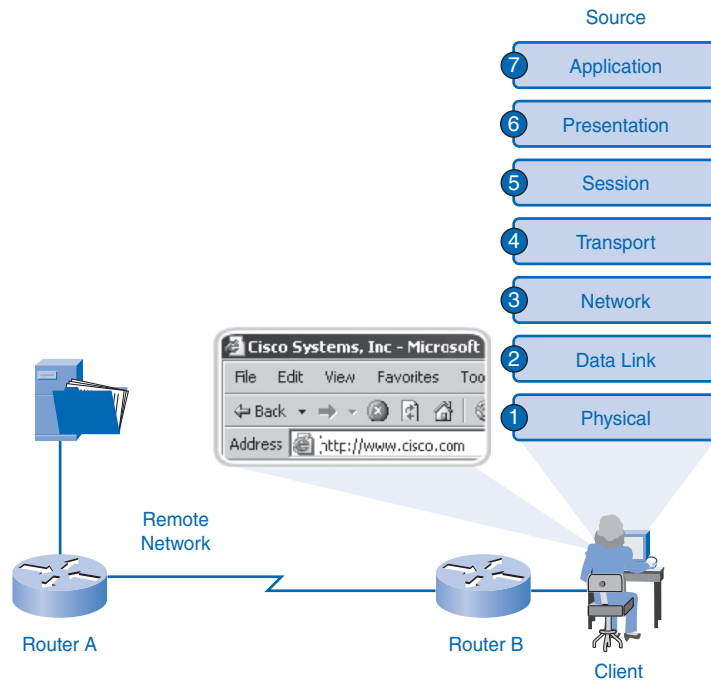 Source
7 Application
6 Presentation
5 Session
4 Transport
3 Network
2 Data Link
1 Physical
Cisco Systems, Inc - Microsoft
File Edit View Favorites Too
Back
Address http://www.cisco.com
Remote
Network
Router A
Router B
Client